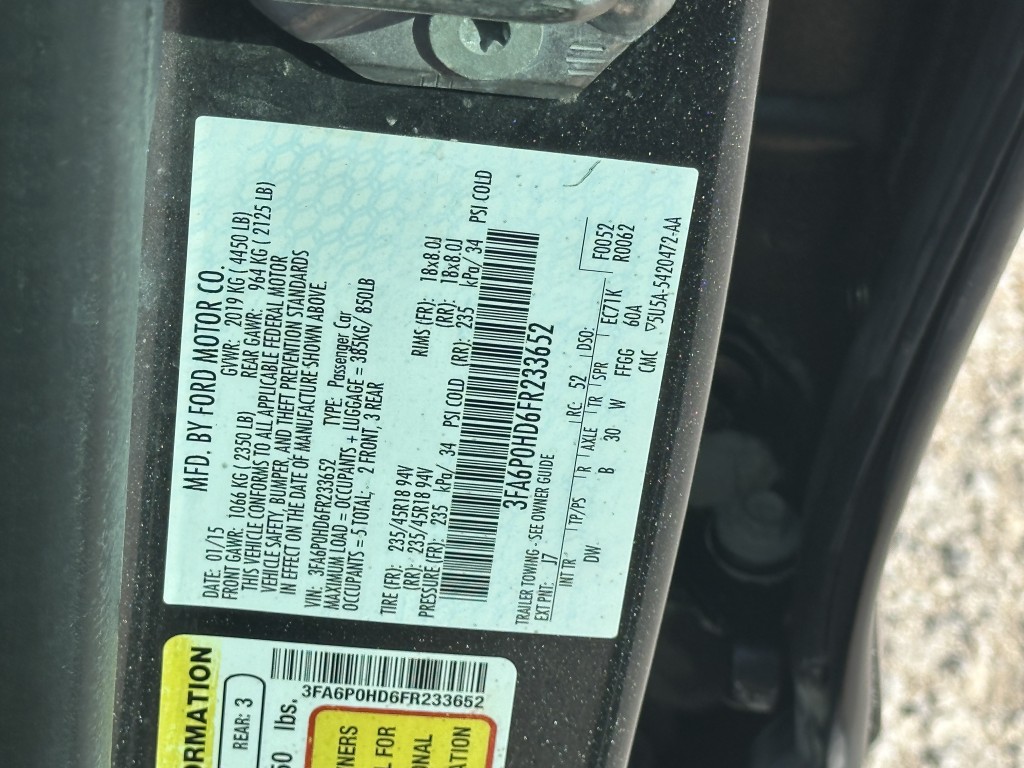 MFD. BY FORD MOTOR CO.
DATE: 01/15 GVWR: 2019 KG ( 4450 LB)
FRONT GAWR: 1066 KG ( 2350 LB) REAR GAWR: 964 KG ( 2125 LB)
THIS VEHICLE CONFORMS TO ALL APPLICABLE FEDERAL MOTOR
VEHICLE SAFETY, BUMPER, AND THEFT PREVENTION STANDARDS
IN EFFECT ON THE DATE OF MANUFACTURE SHOWN ABOVE.
VIN: 3FA6P0HD6FR233652 TYPE: Passenger Car
MAXIMUM LOAD = OCCUPANTS + LUGGAGE = 385KG/ 850LB
OCCUPANTS = 5 TOTAL; 2 FRONT, 3 REAR
TIRE (FR): 235/45R18 94V RIMS (FR): 18x8.0J
(RR): 235/45R18 94V (RR): 18x8.0J
PRESSURE (FR): 235 kPa/ 34 PSI COLD (RR): 235 kPa/ 34 PSI COLD
3FA6P0HD6FR233652
TRAILER TOWING - SEE OWNER GUIDE
EXT PNT: J7 RC: 52 DSO: F0052
R0062
INT TR TP/PS R AXLE TR SPR EC71K
DW B 30 W FFGG 60A
CMC ▽5U5A-5420472-AA
ORMATION
REAR: 3
3FA6P0HD6FR233652
50 lbs.
NERS
L FOR
ONAL
ATION